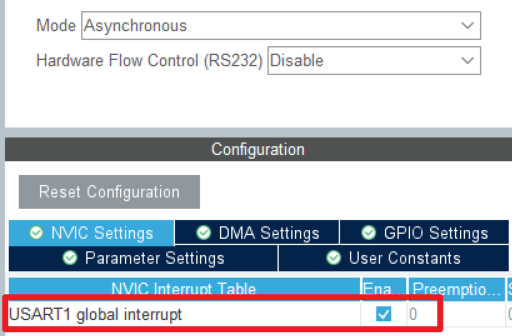 Mode Asynchronous
Hardware Flow Control (RS232) Disable
Configuration
Reset Configuration
NVIC Settings DMA Settings GPIO Settings
Parameter Settings User Constants
NVIC Interrupt Table Ena... Preemptio...
USART1 global interrupt 0